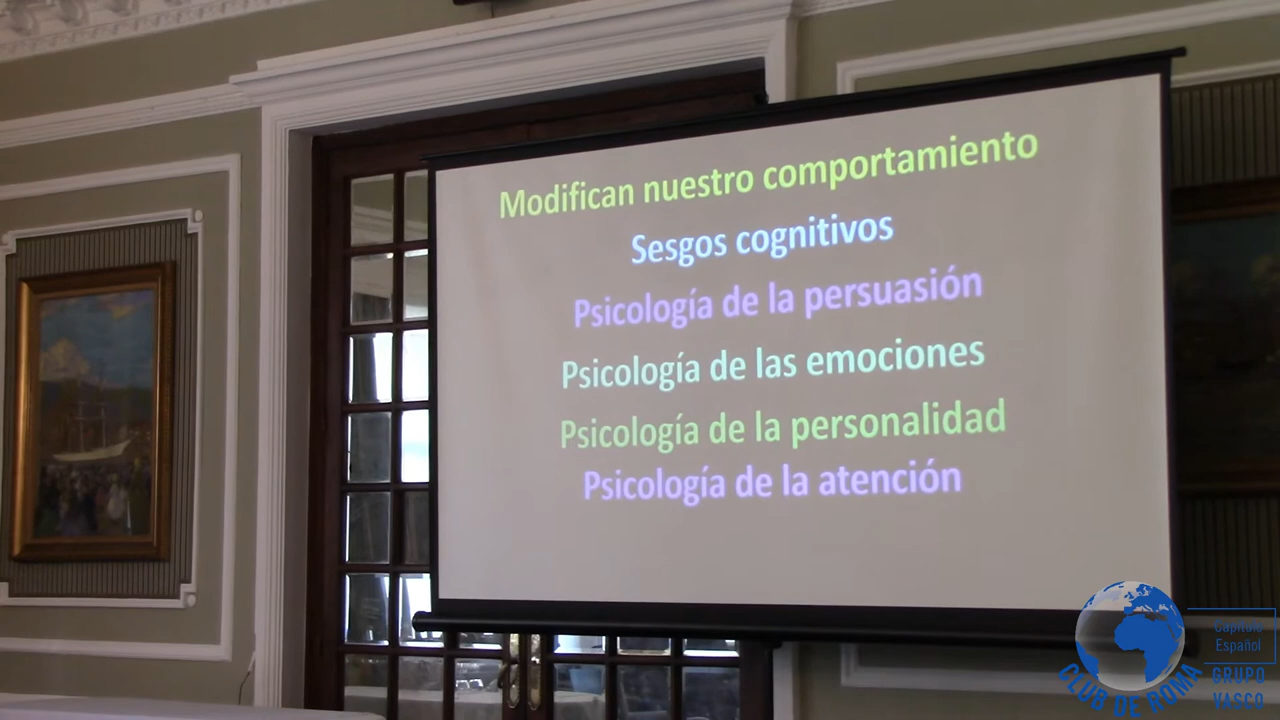 Modifican nuestro comportamiento
Sesgos cognitivos
Psicología de la persuasión
Psicología de las emociones
Psicología de la personalidad
Psicología de la atención
Capítulo
Español
GRUPO
VASCO
CLUB DE ROMA